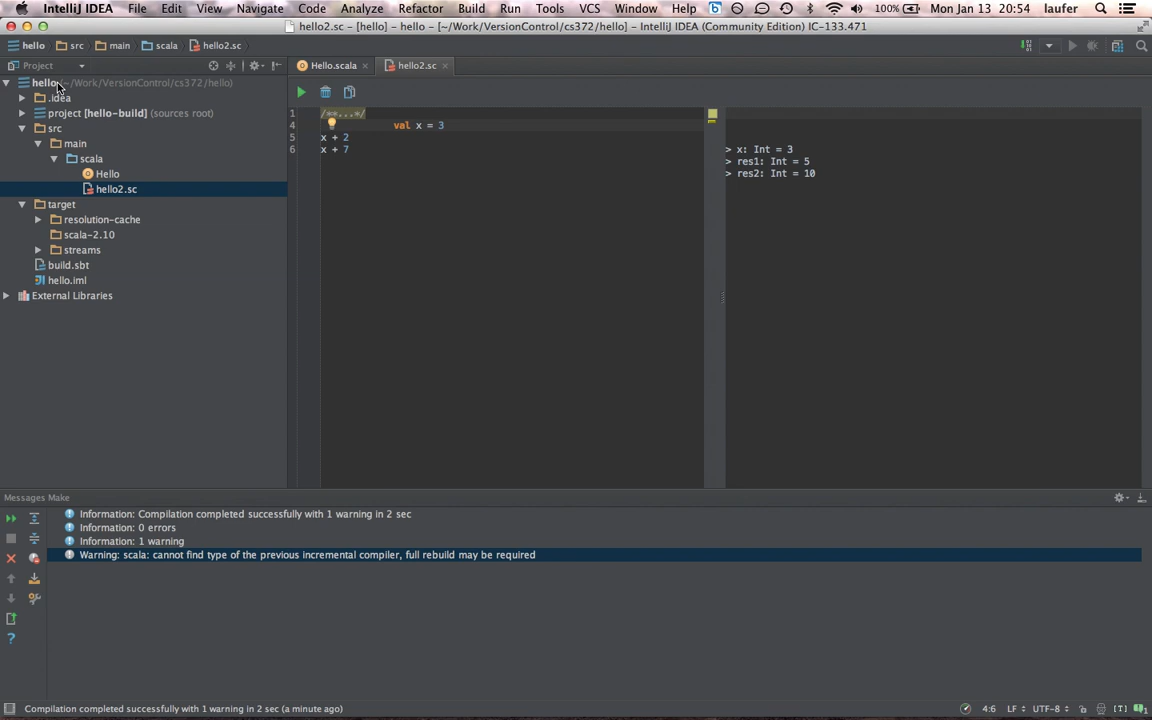 IntelliJ IDEA File Edit View Navigate Code Analyze Refactor Build Run Tools VCS Window Help 100% Mon Jan 13 20:54 laufer
hello2.sc - [hello] - hello - [~/Work/VersionControl/cs372/hello] - IntelliJ IDEA (Community Edition) IC-133.471
hello src main scala hello2.sc
Project
Hello.scala hello2.sc
hello (~/Work/VersionControl/cs372/hello)
.idea
project [hello-build] (sources root)
src
main
scala
Hello
hello2.sc
target
resolution-cache
scala-2.10
streams
build.sbt
hello.iml
External Libraries
1 /**...*/
4 val x = 3
5 x + 2
6 x + 7
> x: Int = 3
> res1: Int = 5
> res2: Int = 10
Messages Make
Information: Compilation completed successfully with 1 warning in 2 sec
Information: 0 errors
Information: 1 warning
Warning: scala: cannot find type of the previous incremental compiler, full rebuild may be required
Compilation completed successfully with 1 warning in 2 sec (a minute ago) 4:6 LF UTF-8 [T]